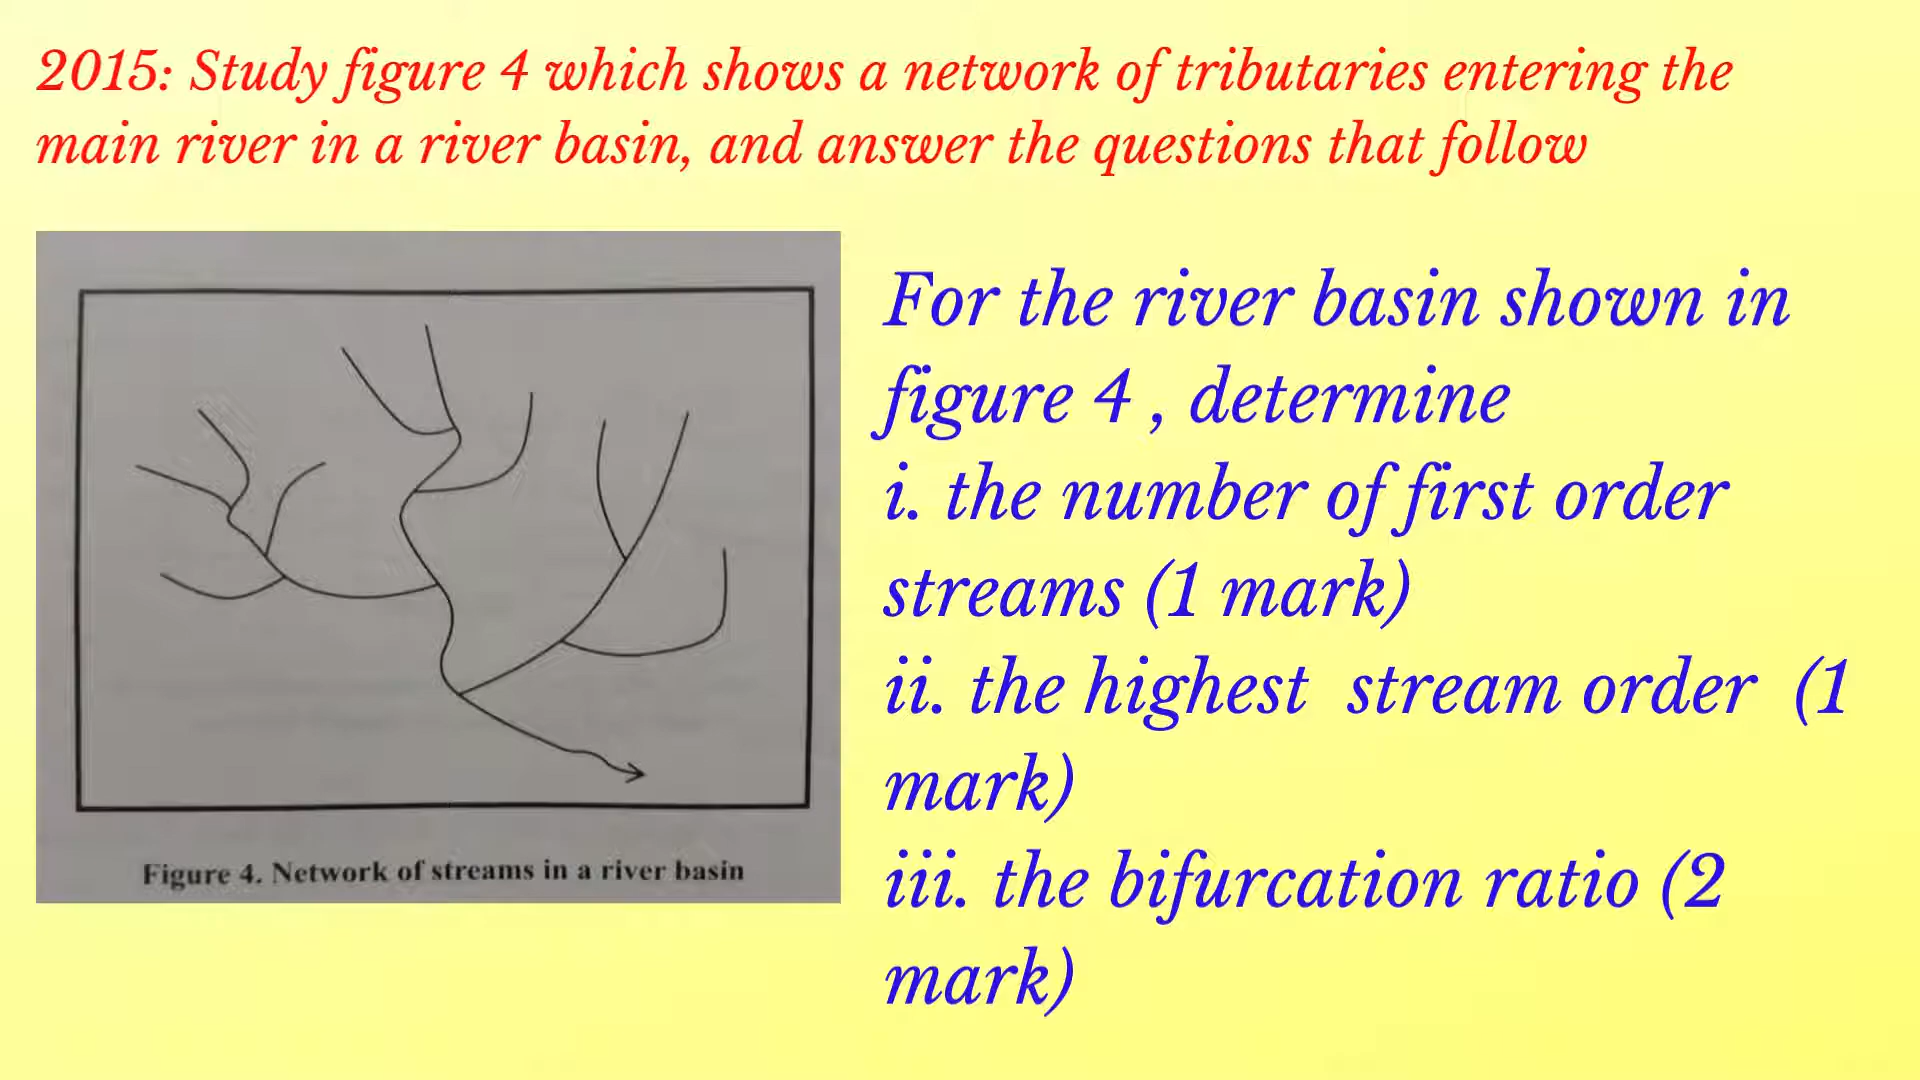 2015: Study figure 4 which shows a network of tributaries entering the
main river in a river basin, and answer the questions that follow
For the river basin shown in
figure 4 , determine
i. the number of first order
streams (1 mark)
ii. the highest stream order (1
mark)
iii. the bifurcation ratio (2
mark)
Figure 4. Network of streams in a river basin